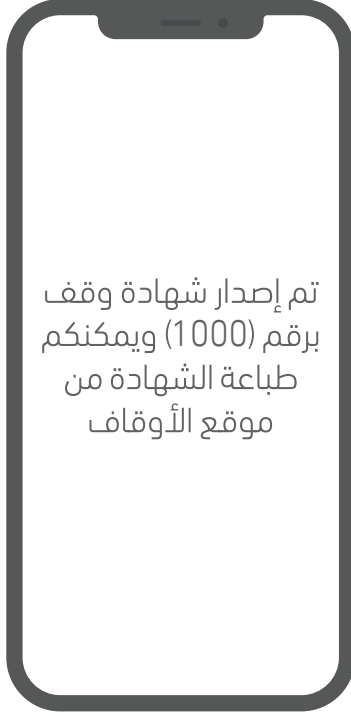 تم إصدار شهادة وقف
برقم (1000) ويمكنكم
طباعة الشهادة من
موقع الأوقاف